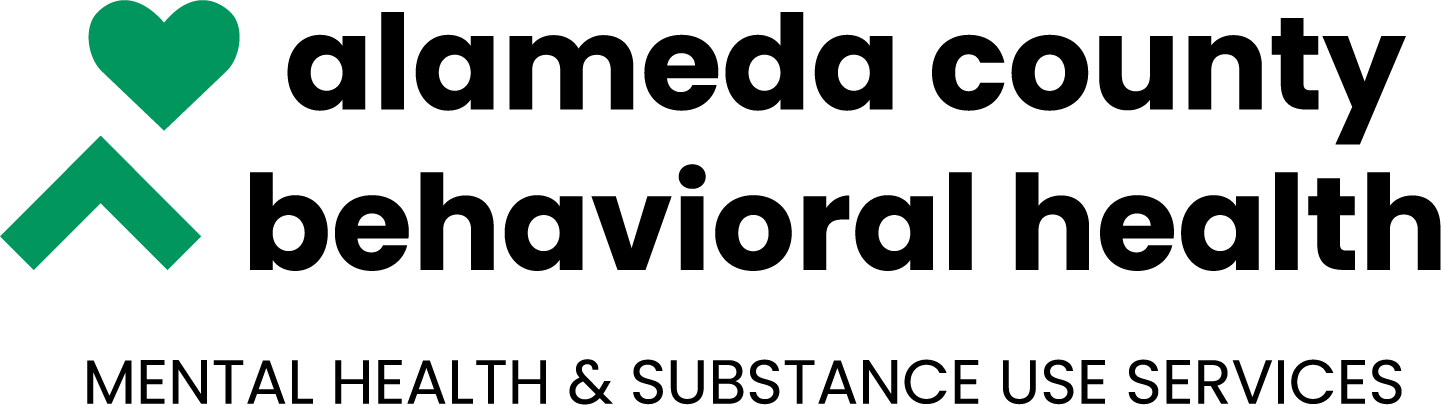 alameda county
behavioral health
MENTAL HEALTH & SUBSTANCE USE SERVICES